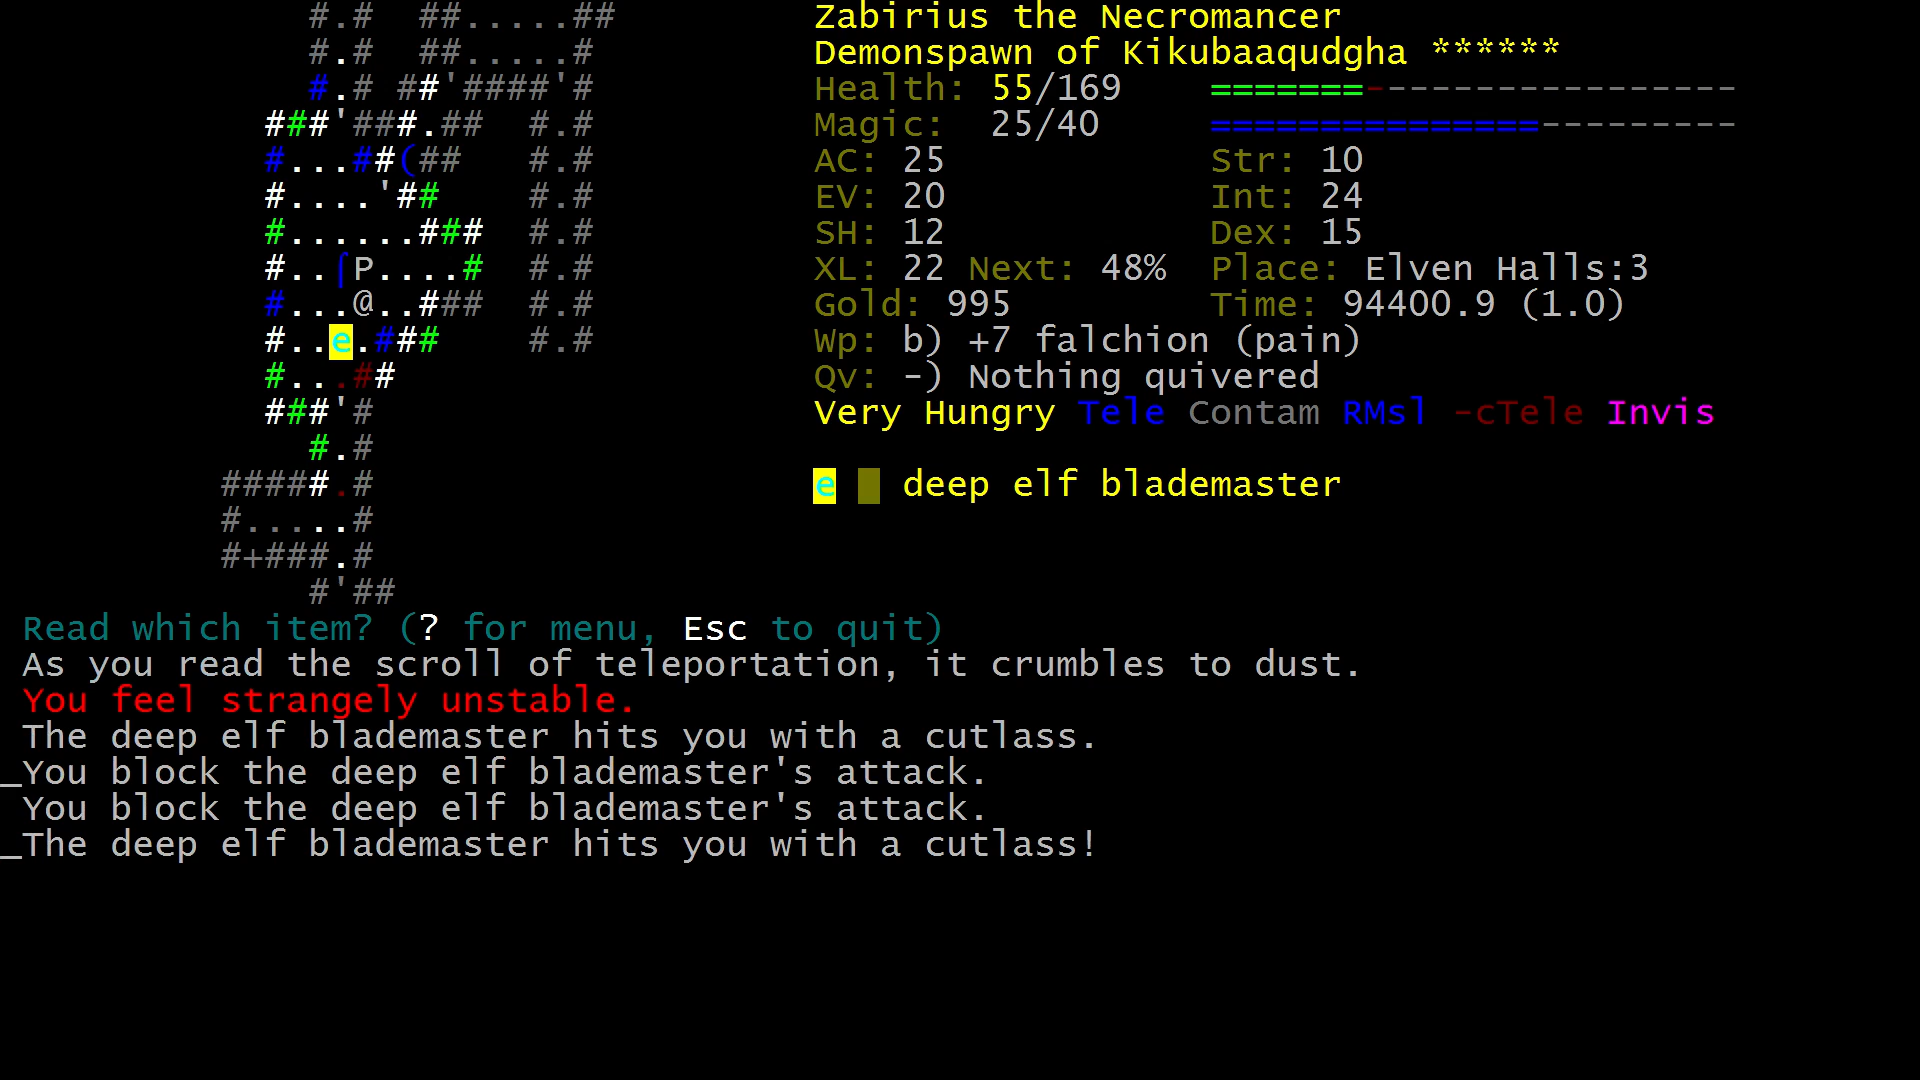 #.#  ##.....##
#.#  ##.....#
#.# ##'####'#
###'###.##  #.#
#...###(##   #.#
#....'###    #.#
#......###  #.#
#..⌠P....#  #.#
#...@..###  #.#
#..e.###    #.#
#...##
###'#
#.#
#####.#
#.....#
#+###.#
#'##
Zabirius the Necromancer
Demonspawn of Kikubaaqudgha ******
Health: 55/169 ========----------------
Magic: 25/40 ===============---------
AC: 25 Str: 10
EV: 20 Int: 24
SH: 12 Dex: 15
XL: 22 Next: 48% Place: Elven Halls:3
Gold: 995 Time: 94400.9 (1.0)
Wp: b) +7 falchion (pain)
Qv: -) Nothing quivered
Very Hungry Tele Contam RMsl -cTele Invis
e deep elf blademaster
Read which item? (? for menu, Esc to quit)
As you read the scroll of teleportation, it crumbles to dust.
You feel strangely unstable.
The deep elf blademaster hits you with a cutlass.
_You block the deep elf blademaster's attack.
You block the deep elf blademaster's attack.
_The deep elf blademaster hits you with a cutlass!